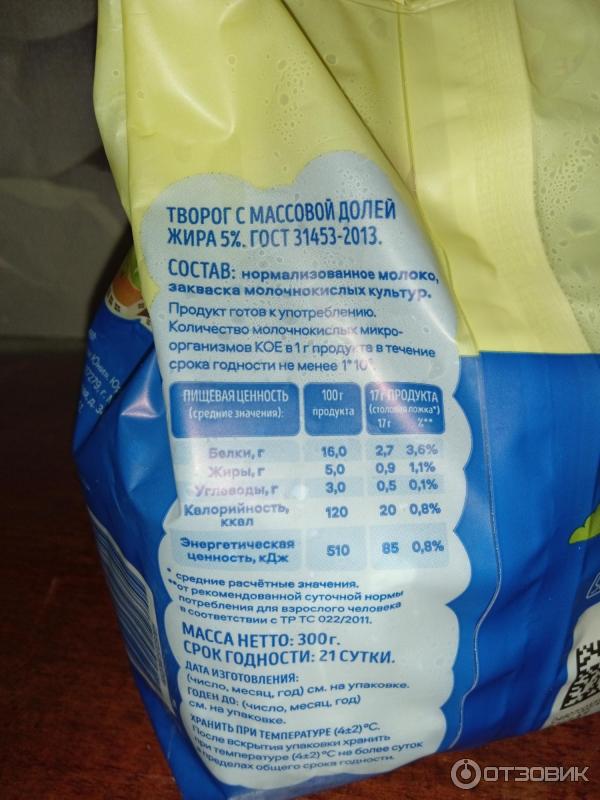 ТВОРОГ С МАССОВОЙ ДОЛЕЙ
ЖИРА 5%. ГОСТ 31453-2013.
СОСТАВ: нормализованное молоко,
закваска молочнокислых культур.
Продукт готов к употреблению.
Количество молочнокислых микро-
организмов КОЕ в 1 г продукта в течение
срока годности не менее 1*10⁶.
ПИЩЕВАЯ ЦЕННОСТЬ 100 г 17 г ПРОДУКТА
(средние значения): продукта (столовая ложка*)
17 г %**
Белки, г 16,0 2,7 3,6%
Жиры, г 5,0 0,9 1,1%
Углеводы, г 3,0 0,5 0,1%
Калорийность,
ккал 120 20 0,8%
Энергетическая
ценность, кДж 510 85 0,8%
* средние расчётные значения.
**от рекомендованной суточной нормы
потребления для взрослого человека
в соответствии с ТР ТС 022/2011.
МАССА НЕТТО: 300 г.
СРОК ГОДНОСТИ: 21 СУТКИ.
ДАТА ИЗГОТОВЛЕНИЯ:
(число, месяц, год) см. на упаковке.
ГОДЕН ДО: (число, месяц, год)
см. на упаковке.
ХРАНИТЬ ПРИ ТЕМПЕРАТУРЕ (4±2)°С.
После вскрытия упаковки хранить
при температуре (4±2)°С не более суток
в пределах общего срока годности.
ОТЗОВИК